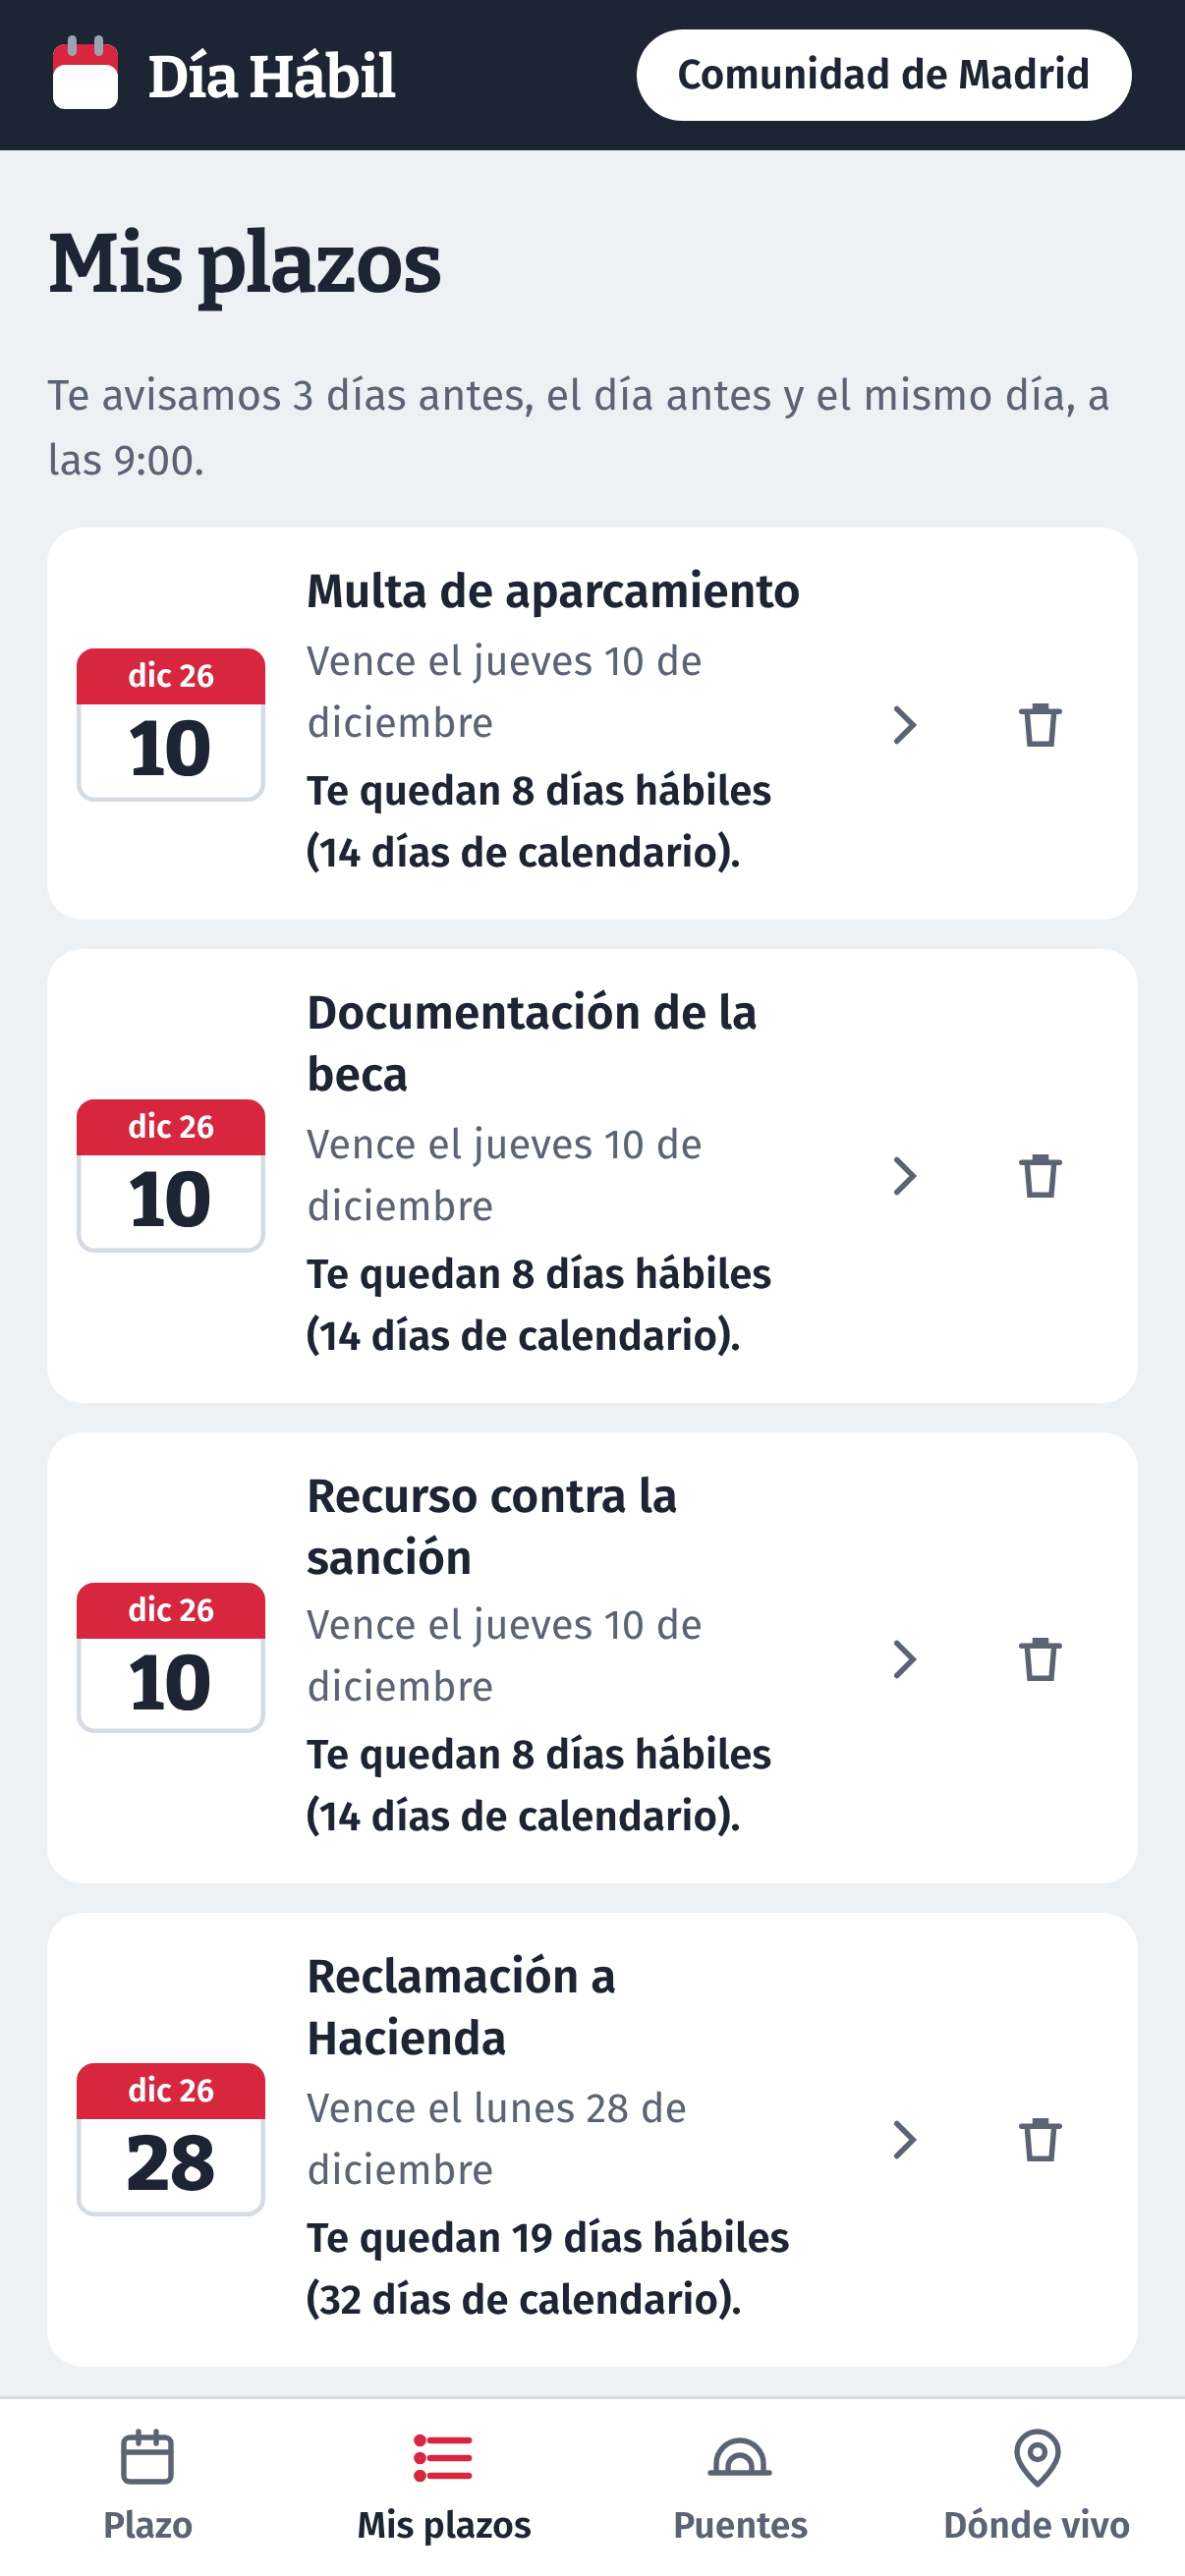 Día Hábil
Comunidad de Madrid
Mis plazos
Te avisamos 3 días antes, el día antes y el mismo día, a
las 9:00.
dic 26
10
Multa de aparcamiento
Vence el jueves 10 de
diciembre
Te quedan 8 días hábiles
(14 días de calendario).
dic 26
10
Documentación de la
beca
Vence el jueves 10 de
diciembre
Te quedan 8 días hábiles
(14 días de calendario).
dic 26
10
Recurso contra la
sanción
Vence el jueves 10 de
diciembre
Te quedan 8 días hábiles
(14 días de calendario).
dic 26
28
Reclamación a
Hacienda
Vence el lunes 28 de
diciembre
Te quedan 19 días hábiles
(32 días de calendario).
Plazo
Mis plazos
Puentes
Dónde vivo